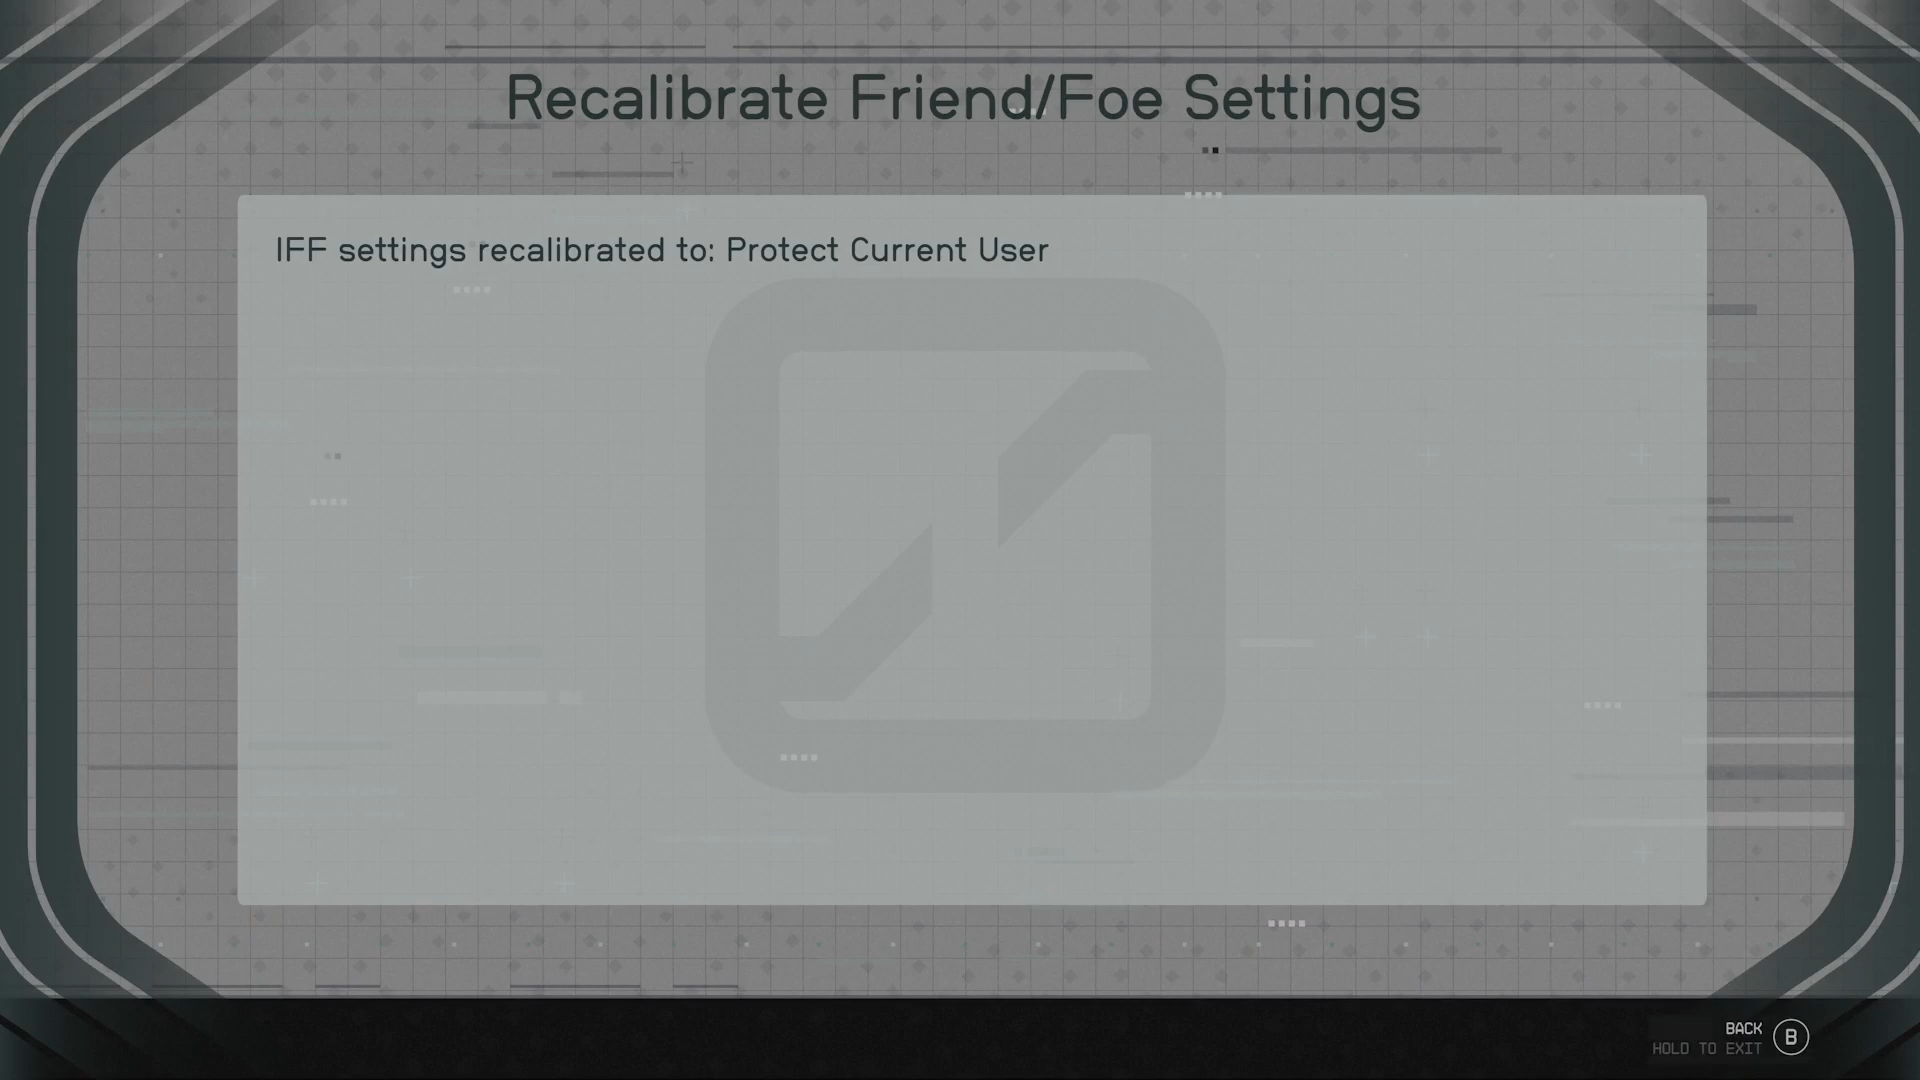 Recalibrate Friend/Foe Settings
IFF settings recalibrated to: Protect Current User
BACK
HOLD TO EXIT
B